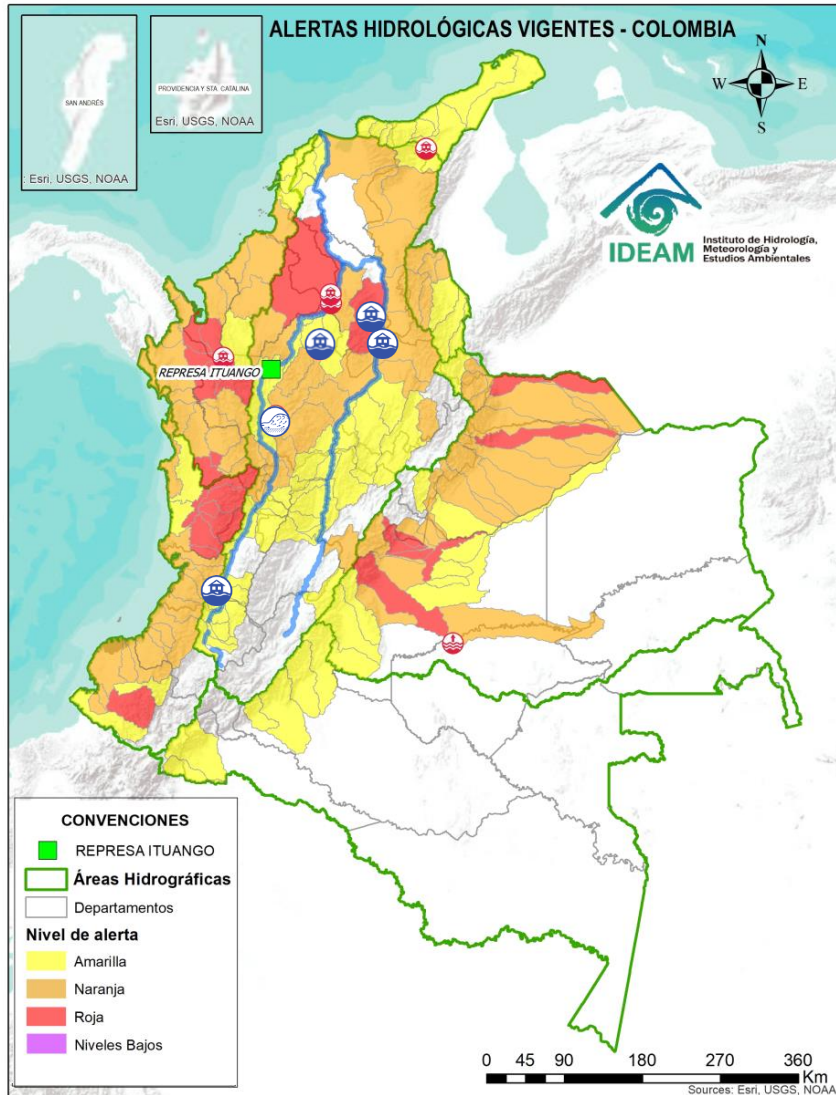 ALERTAS HIDROLÓGICAS VIGENTES - COLOMBIA
SAN ANDRÉS
: Esri, USGS, NOAA
PROVIDENCIA Y STA. CATALINA
Esri, USGS, NOAA
N
W
E
S
IDEAM
Instituto de Hidrología,
Meteorología y
Estudios Ambientales
REPRESA ITUANGO
CONVENCIONES
REPRESA ITUANGO
Áreas Hidrográficas
Departamentos
Nivel de alerta
Amarilla
Naranja
Roja
Niveles Bajos
0 45 90 180 270 360
Km
Sources: Esri, USGS, NOAA